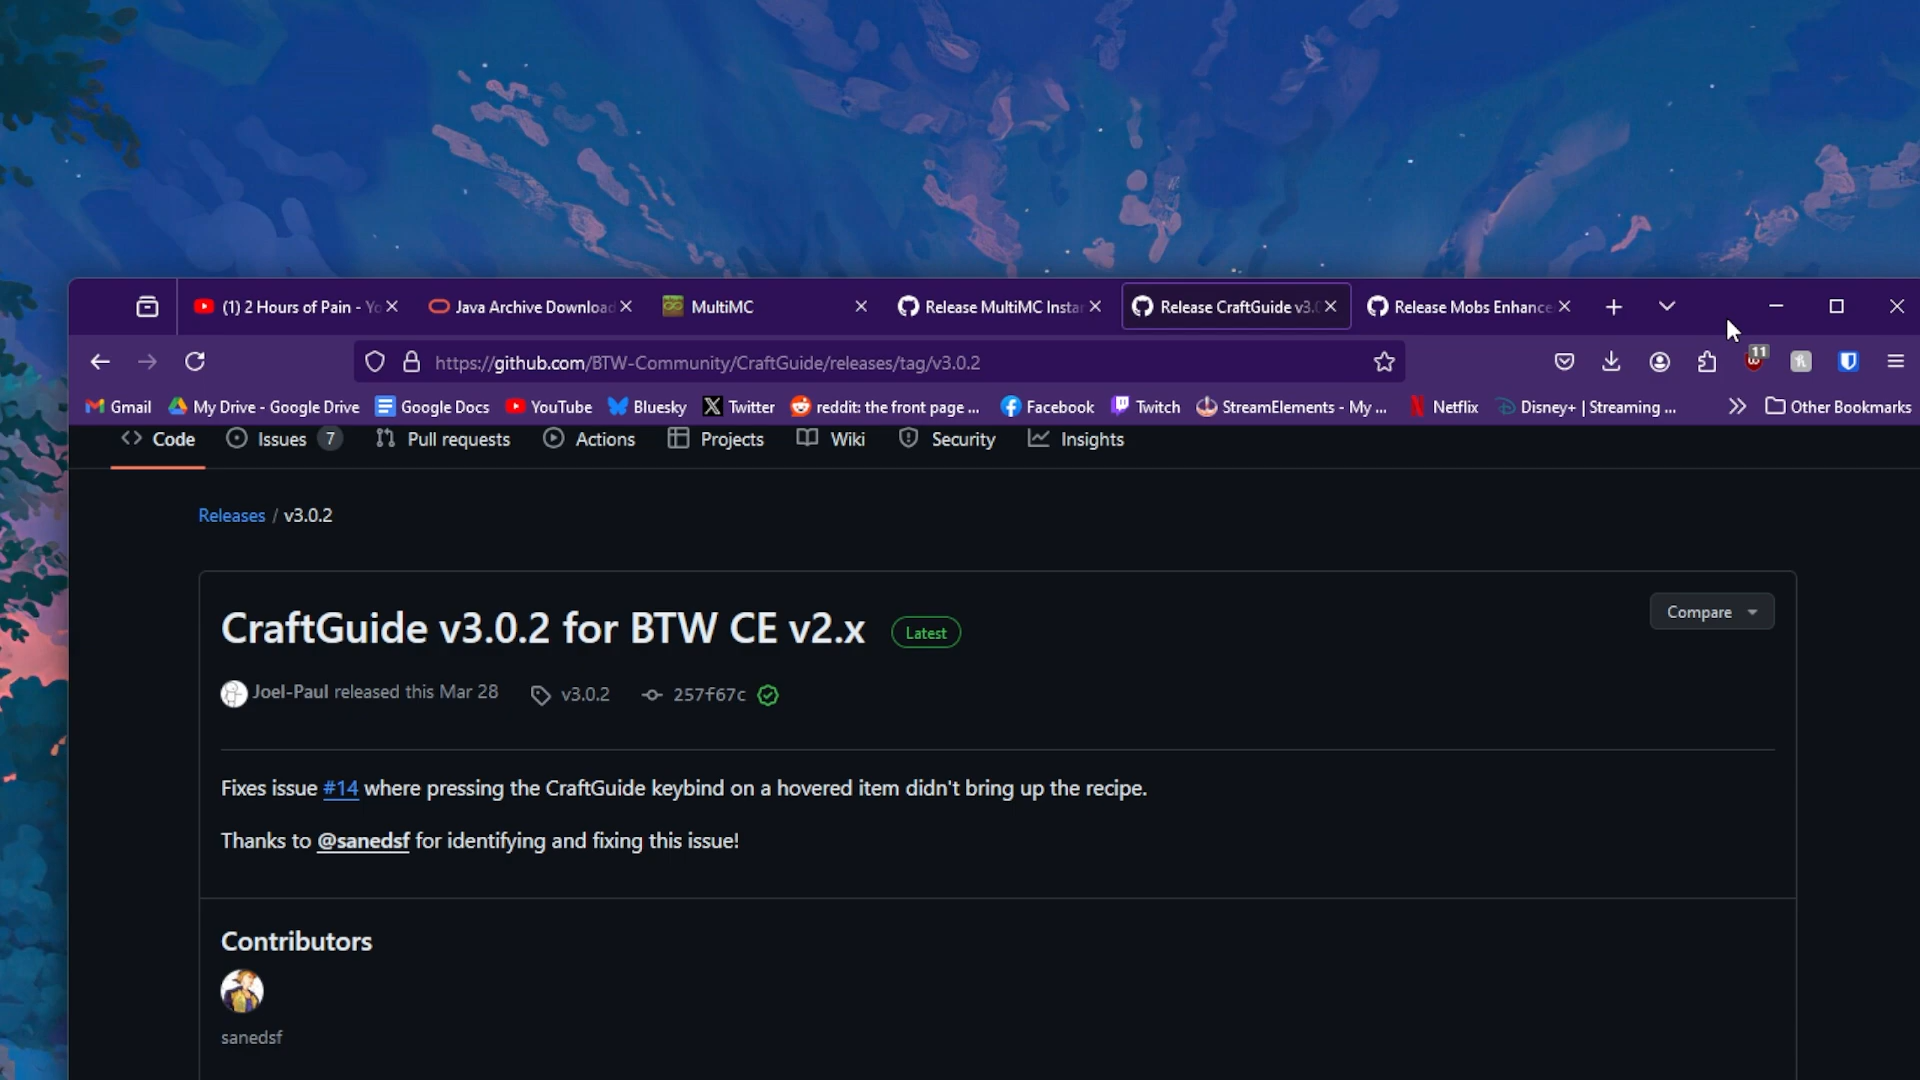 (1) 2 Hours of Pain - Yo
Java Archive Download
MultiMC
Release MultiMC Insta
Release CraftGuide v3.0
Release Mobs Enhance
https://github.com/BTW-Community/CraftGuide/releases/tag/v3.0.2
11
Gmail
My Drive - Google Drive
Google Docs
YouTube
Bluesky
Twitter
reddit: the front page ...
Facebook
Twitch
StreamElements - My ...
Netflix
Disney+ | Streaming ...
Other Bookmarks
Code
Issues 7
Pull requests
Actions
Projects
Wiki
Security
Insights
Releases / v3.0.2
CraftGuide v3.0.2 for BTW CE v2.x
Latest
Compare
Joel-Paul released this Mar 28
v3.0.2
257f67c
Fixes issue #14 where pressing the CraftGuide keybind on a hovered item didn't bring up the recipe.
Thanks to @sanedsf for identifying and fixing this issue!
Contributors
sanedsf